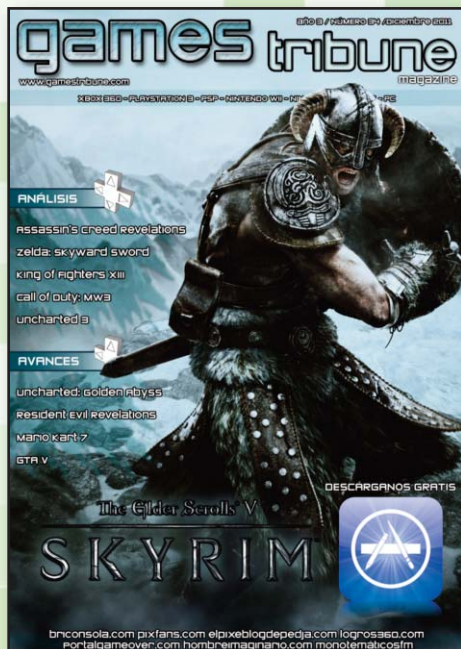 año 3 / número 34 / diciembre 2011
games tribune
magazine
www.gamestribune.com
XBOX 360 - PLAYSTATION 3 - PSP - NINTENDO WII - PC
ANÁLISIS
Assassin's Creed Revelations
Zelda: Skyward Sword
King of Fighters XIII
Call of Duty: MW3
Uncharted 3
AVANCES
Uncharted: Golden Abyss
Resident Evil Revelations
Mario Kart 7
GTA V
DESCÁRGANOS GRATIS
The Elder Scrolls V
SKYRIM
briconsola.com pixfans.com elpixeblogdepedja.com logros360.com
portalgameover.com hombreimaginario.com monotemáticosfm